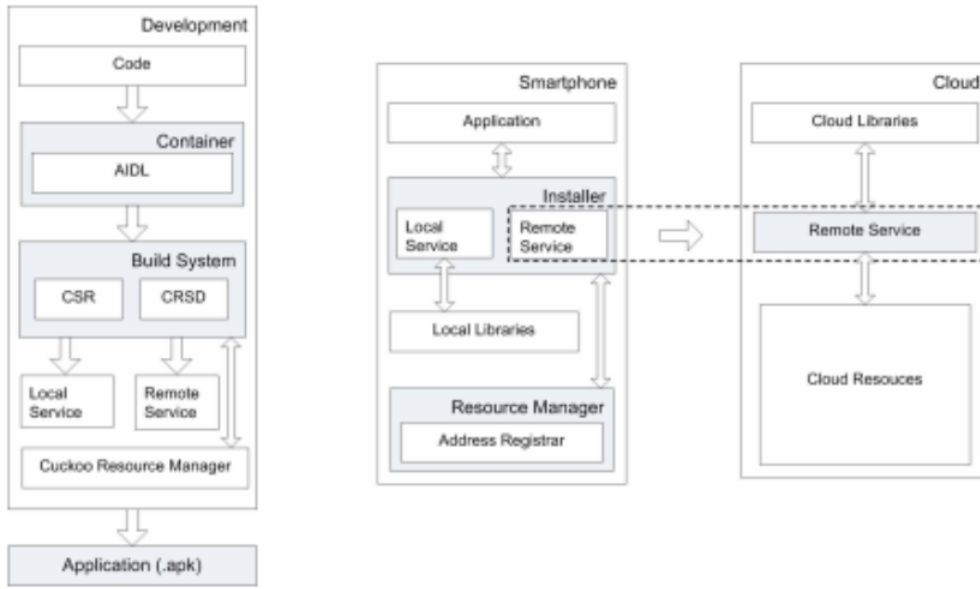 Development
Code
Container
AIDL
Build System
CSR
CRSD
Local
Service
Remote
Service
Cuckoo Resource Manager
Application (.apk)
Smartphone
Application
Installer
Local
Service
Remote
Service
Local Libraries
Resource Manager
Address Registrar
Cloud
Cloud Libraries
Remote Service
Cloud Resouces